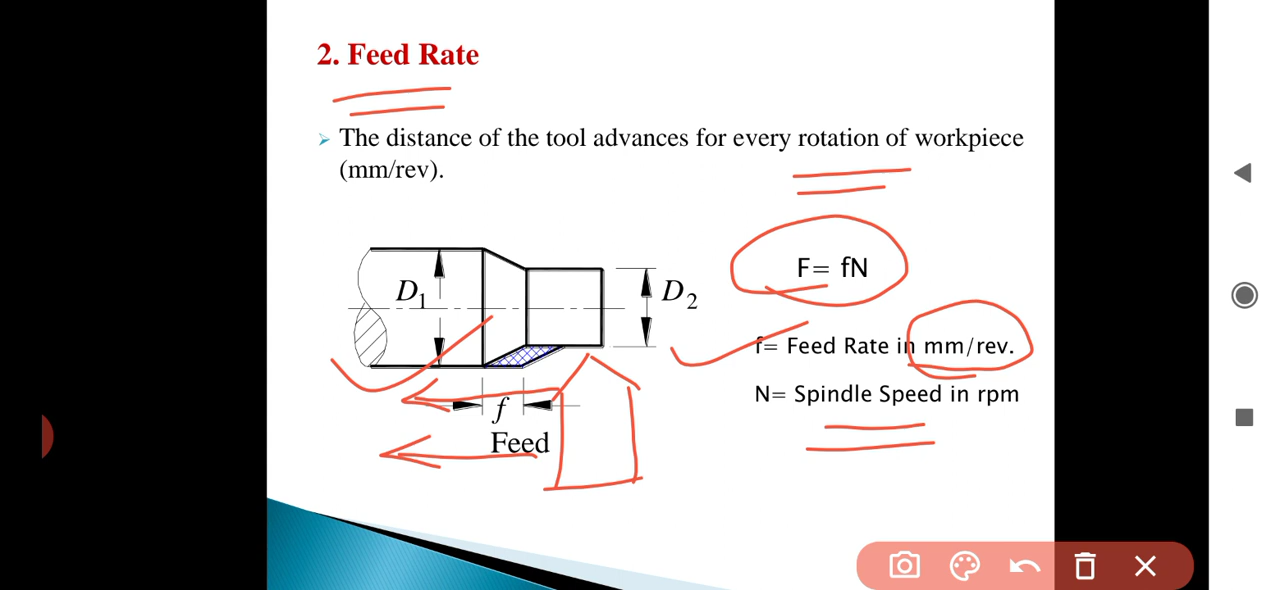 2. Feed Rate
➢ The distance of the tool advances for every rotation of workpiece
(mm/rev).
F= fN
D1
D2
f= Feed Rate in mm/rev.
N= Spindle Speed in rpm
f
Feed